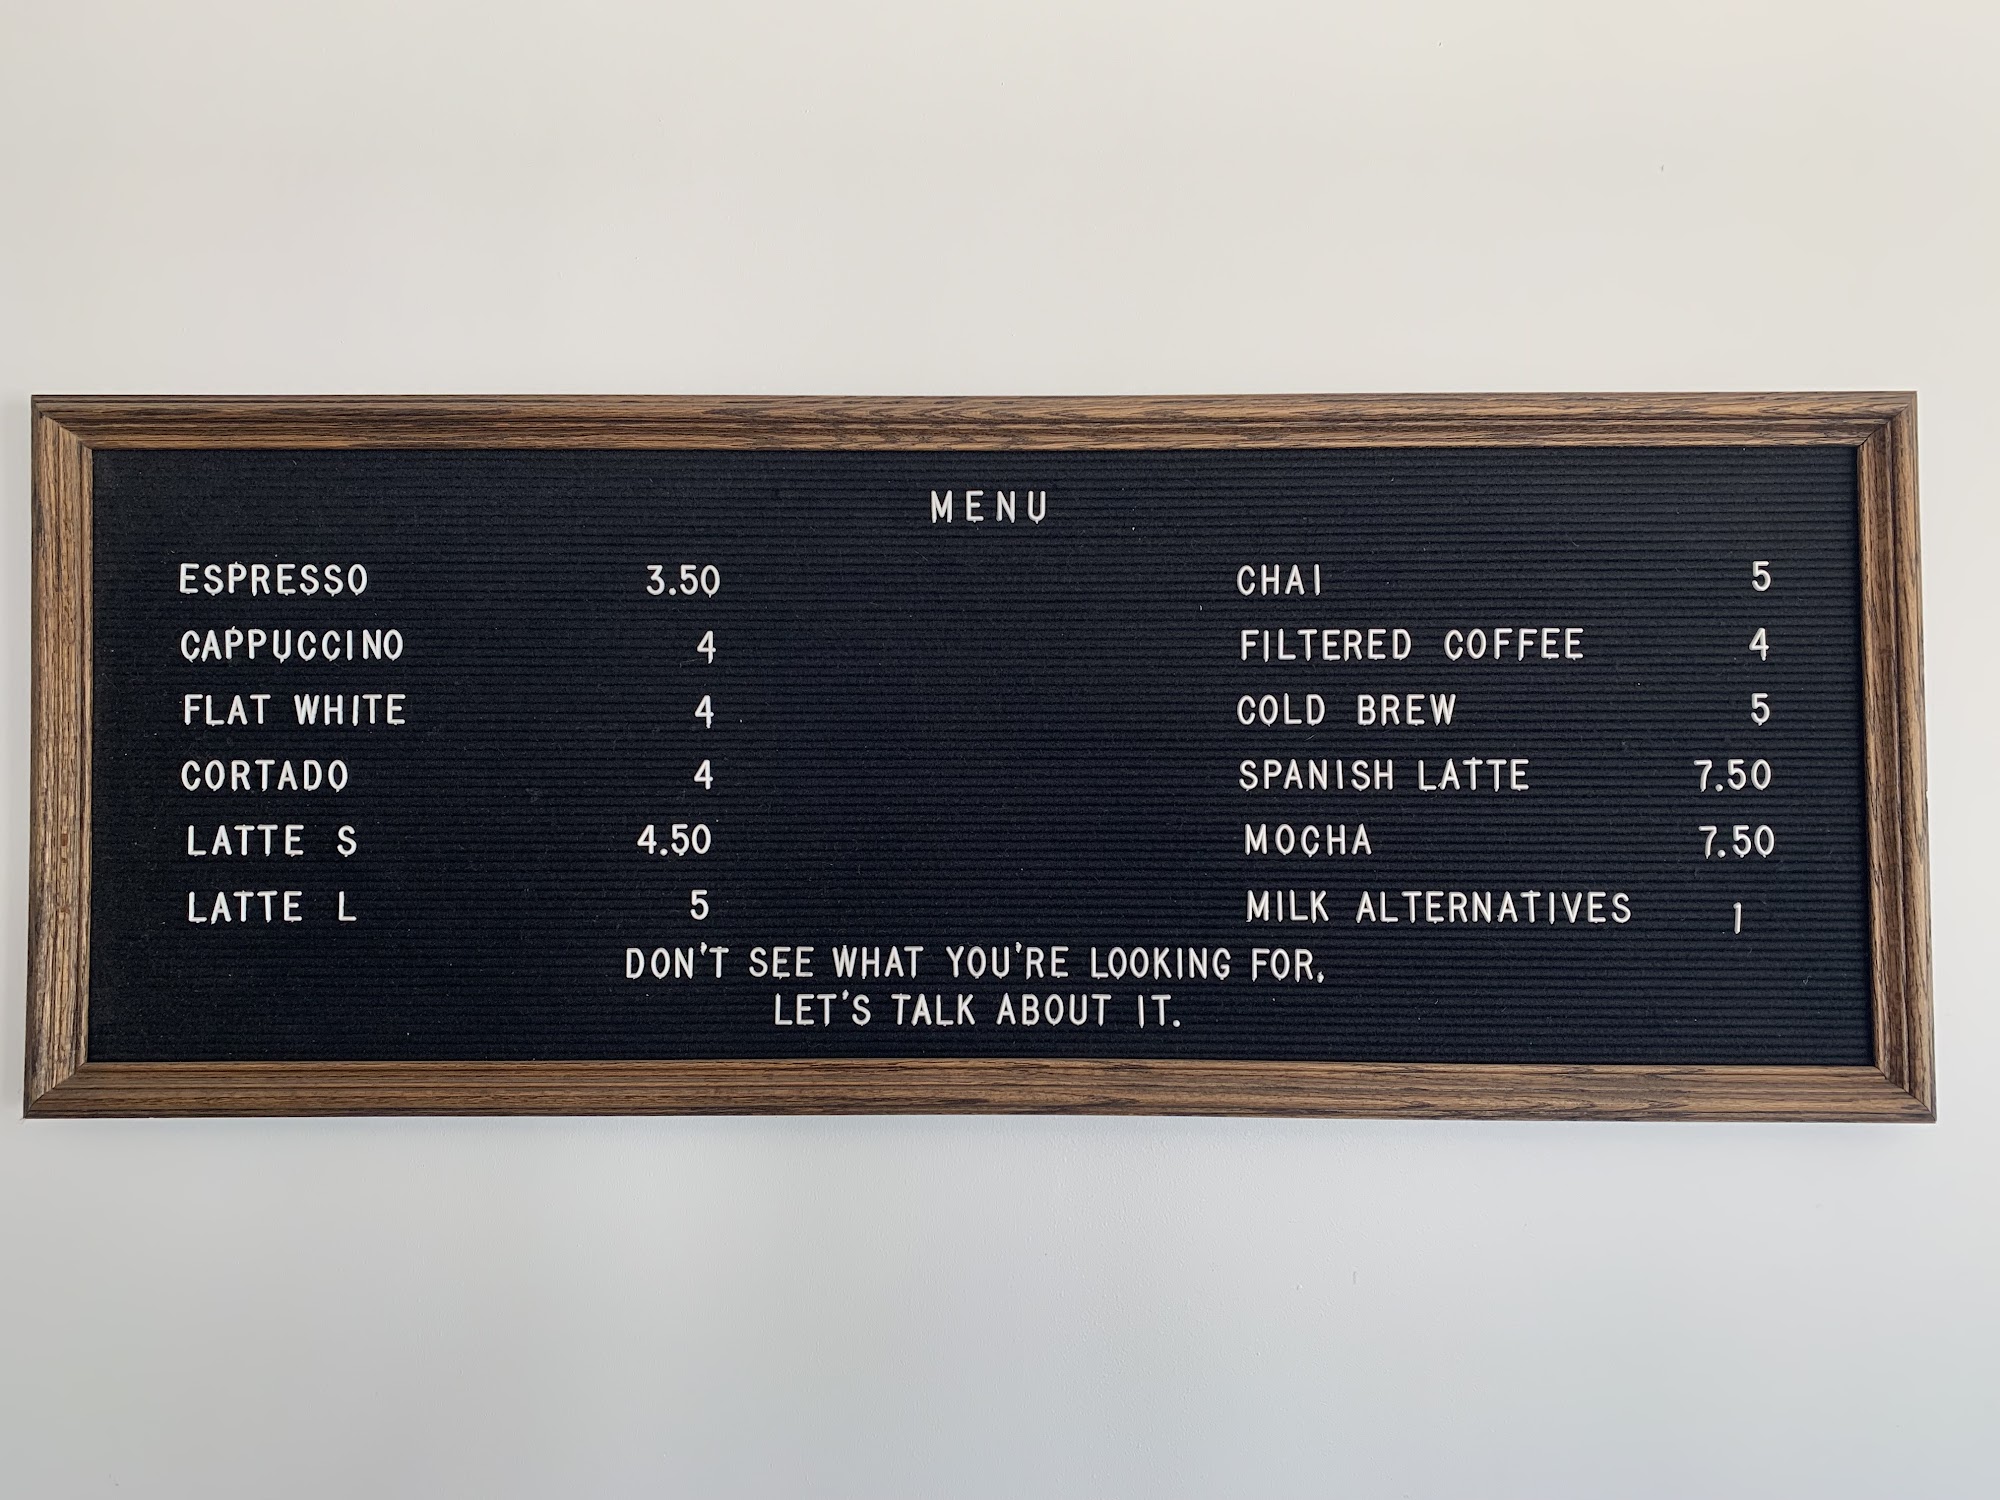 MENU
ESPRESSO 3.50
CAPPUCCINO 4
FLAT WHITE 4
CORTADO 4
LATTE S 4.50
LATTE L 5
CHAI 5
FILTERED COFFEE 4
COLD BREW 5
SPANISH LATTE 7.50
MOCHA 7.50
MILK ALTERNATIVES 1
DON'T SEE WHAT YOU'RE LOOKING FOR,
LET'S TALK ABOUT IT.